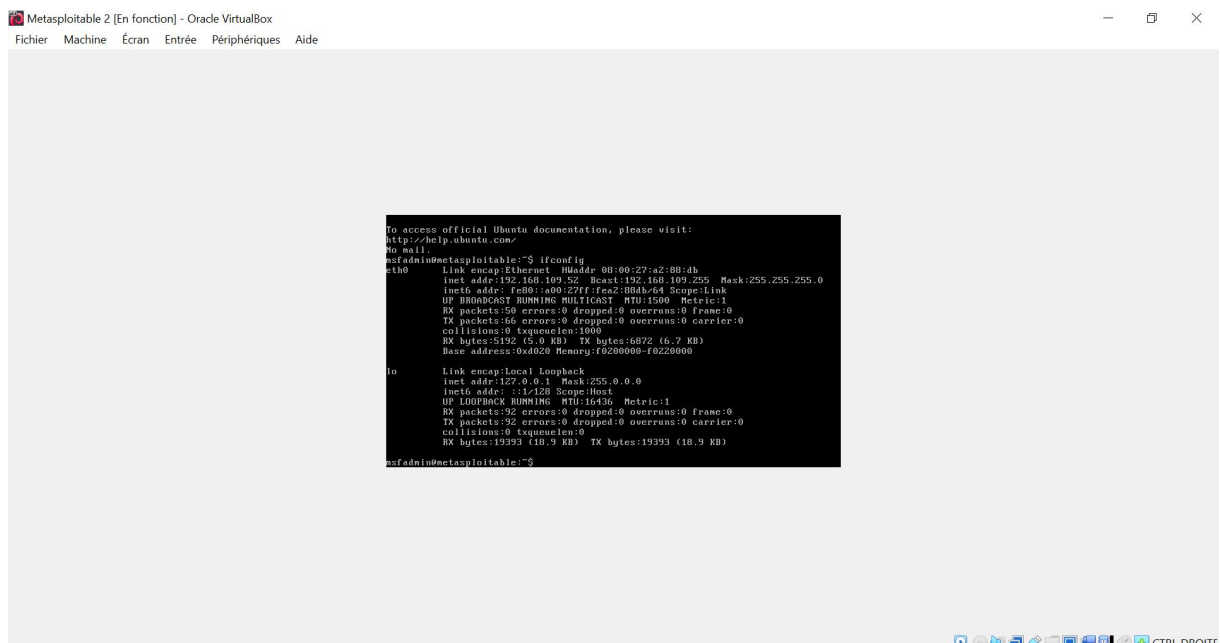 Metasploitable 2 [En fonction] - Oracle VirtualBox
Fichier Machine Écran Entrée Périphériques Aide
To access official Ubuntu documentation, please visit:
http://help.ubuntu.com/
No mail.
msfadmin@metasploitable:~$ ifconfig
eth0 Link encap:Ethernet HWaddr 08:00:27:a2:88:db
inet addr:192.168.109.52 Bcast:192.168.109.255 Mask:255.255.255.0
inet6 addr: fe80::a00:27ff:fea2:88db/64 Scope:Link
UP BROADCAST RUNNING MULTICAST MTU:1500 Metric:1
RX packets:50 errors:0 dropped:0 overruns:0 frame:0
TX packets:66 errors:0 dropped:0 overruns:0 carrier:0
collisions:0 txqueuelen:1000
RX bytes:5192 (5.0 KB) TX bytes:6872 (6.7 KB)
Base address:0xd020 Memory:f0200000-f0220000
lo Link encap:Local Loopback
inet addr:127.0.0.1 Mask:255.0.0.0
inet6 addr: ::1/128 Scope:Host
UP LOOPBACK RUNNING MTU:16436 Metric:1
RX packets:92 errors:0 dropped:0 overruns:0 frame:0
TX packets:92 errors:0 dropped:0 overruns:0 carrier:0
collisions:0 txqueuelen:0
RX bytes:19393 (18.9 KB) TX bytes:19393 (18.9 KB)
msfadmin@metasploitable:~$
CTRL DROITE